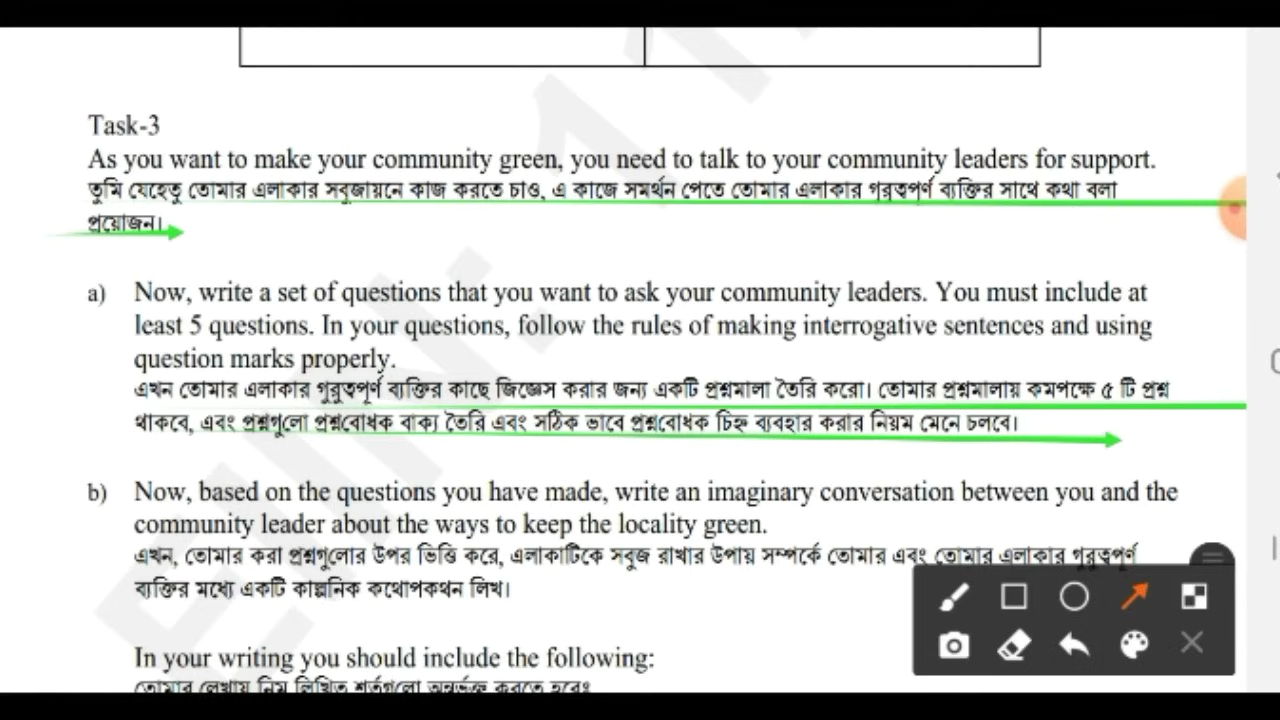 Task-3
As you want to make your community green, you need to talk to your community leaders for support.
তুমি যেহেতু তোমার এলাকার সবুজায়নে কাজ করতে চাও, এ কাজে সমর্থন পেতে তোমার এলাকার গুরুত্বপূর্ণ ব্যক্তির সাথে কথা বলা
প্রয়োজন।
a) Now, write a set of questions that you want to ask your community leaders. You must include at
least 5 questions. In your questions, follow the rules of making interrogative sentences and using
question marks properly.
এখন তোমার এলাকার গুরুত্বপূর্ণ ব্যক্তির কাছে জিজ্ঞেস করার জন্য একটি প্রশ্নমালা তৈরি করো। তোমার প্রশ্নমালায় কমপক্ষে ৫ টি প্রশ্ন
থাকবে, এবং প্রশ্নগুলো প্রশ্নবোধক বাক্য তৈরি এবং সঠিক ভাবে প্রশ্নবোধক চিহ্ন ব্যবহার করার নিয়ম মেনে চলবে।
b) Now, based on the questions you have made, write an imaginary conversation between you and the
community leader about the ways to keep the locality green.
এখন, তোমার করা প্রশ্নগুলোর উপর ভিত্তি করে, এলাকাটিকে সবুজ রাখার উপায় সম্পর্কে তোমার এবং তোমার এলাকার গুরুত্বপূর্ণ
ব্যক্তির মধ্যে একটি কাল্পনিক কথোপকথন লিখ।
In your writing you should include the following:
তোমার লেখায় নিম্ন লিখিত শর্তগুলো অন্তর্ভুক্ত করতে হবেঃ